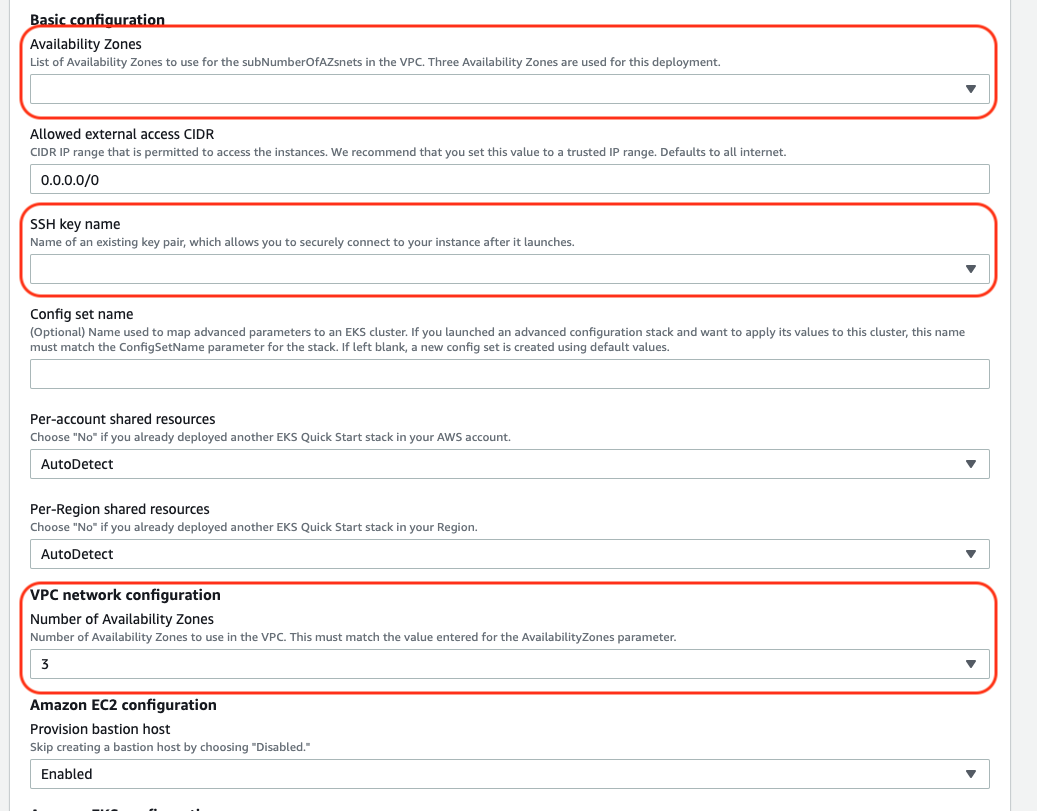 Basic configuration
Availability Zones
List of Availability Zones to use for the subNumberOfAZsnets in the VPC. Three Availability Zones are used for this deployment.
Allowed external access CIDR
CIDR IP range that is permitted to access the instances. We recommend that you set this value to a trusted IP range. Defaults to all internet.
0.0.0.0/0
SSH key name
Name of an existing key pair, which allows you to securely connect to your instance after it launches.
Config set name
(Optional) Name used to map advanced parameters to an EKS cluster. If you launched an advanced configuration stack and want to apply its values to this cluster, this name
must match the ConfigSetName parameter for the stack. If left blank, a new config set is created using default values.
Per-account shared resources
Choose "No" if you already deployed another EKS Quick Start stack in your AWS account.
AutoDetect
Per-Region shared resources
Choose "No" if you already deployed another EKS Quick Start stack in your Region.
AutoDetect
VPC network configuration
Number of Availability Zones
Number of Availability Zones to use in the VPC. This must match the value entered for the AvailabilityZones parameter.
3
Amazon EC2 configuration
Provision bastion host
Skip creating a bastion host by choosing "Disabled."
Enabled